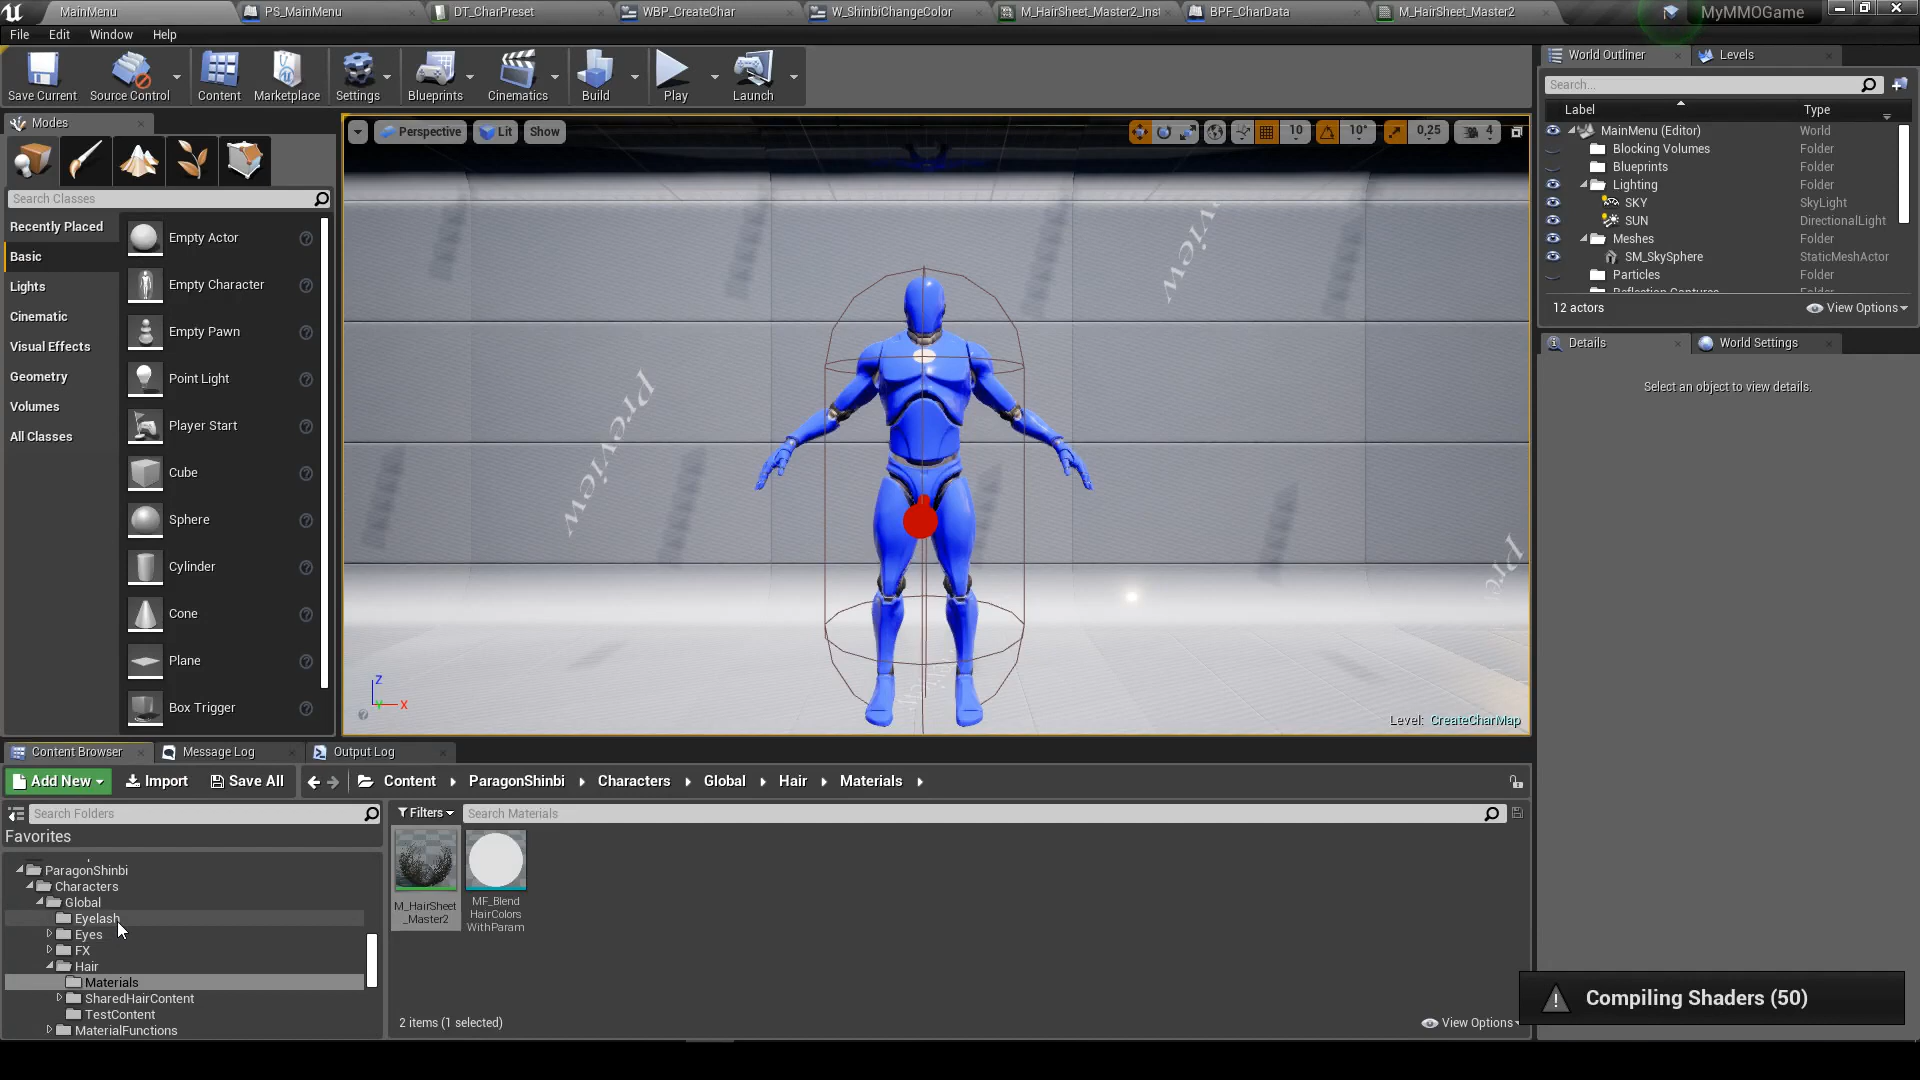 MainMenu
PS_MainMenu
DT_CharPreset
WBP_CreateChar
W_ShinbiChangeColor
M_HairSheet_Master2_Inst
BPF_CharData
M_HairSheet_Master2
MyMMOGame
File
Edit
Window
Help
Save Current
Source Control
Content
Marketplace
Settings
Blueprints
Cinematics
Build
Play
Launch
World Outliner
Levels
Search...
Label
Type
MainMenu (Editor)
World
Blocking Volumes
Folder
Blueprints
Folder
Lighting
Folder
SKY
SkyLight
SUN
DirectionalLight
Meshes
Folder
SM_SkySphere
StaticMeshActor
Particles
Folder
12 actors
View Options
Modes
Search Classes
Recently Placed
Basic
Lights
Cinematic
Visual Effects
Geometry
Volumes
All Classes
Empty Actor
Empty Character
Empty Pawn
Point Light
Player Start
Cube
Sphere
Cylinder
Cone
Plane
Box Trigger
Perspective
Lit
Show
10
10°
0,25
4
Preview
Preview
Z
X
Y
Level: CreateCharMap
Details
World Settings
Select an object to view details.
Content Browser
Message Log
Output Log
Add New
Import
Save All
Content
ParagonShinbi
Characters
Global
Hair
Materials
Search Folders
Filters
Search Materials
Favorites
ParagonShinbi
Characters
Global
Eyelash
Eyes
FX
Hair
Materials
SharedHairContent
TestContent
MaterialFunctions
M_HairSheet
_Master2
MF_Blend
HairColors
WithParam
2 items (1 selected)
View Options
Compiling Shaders (50)